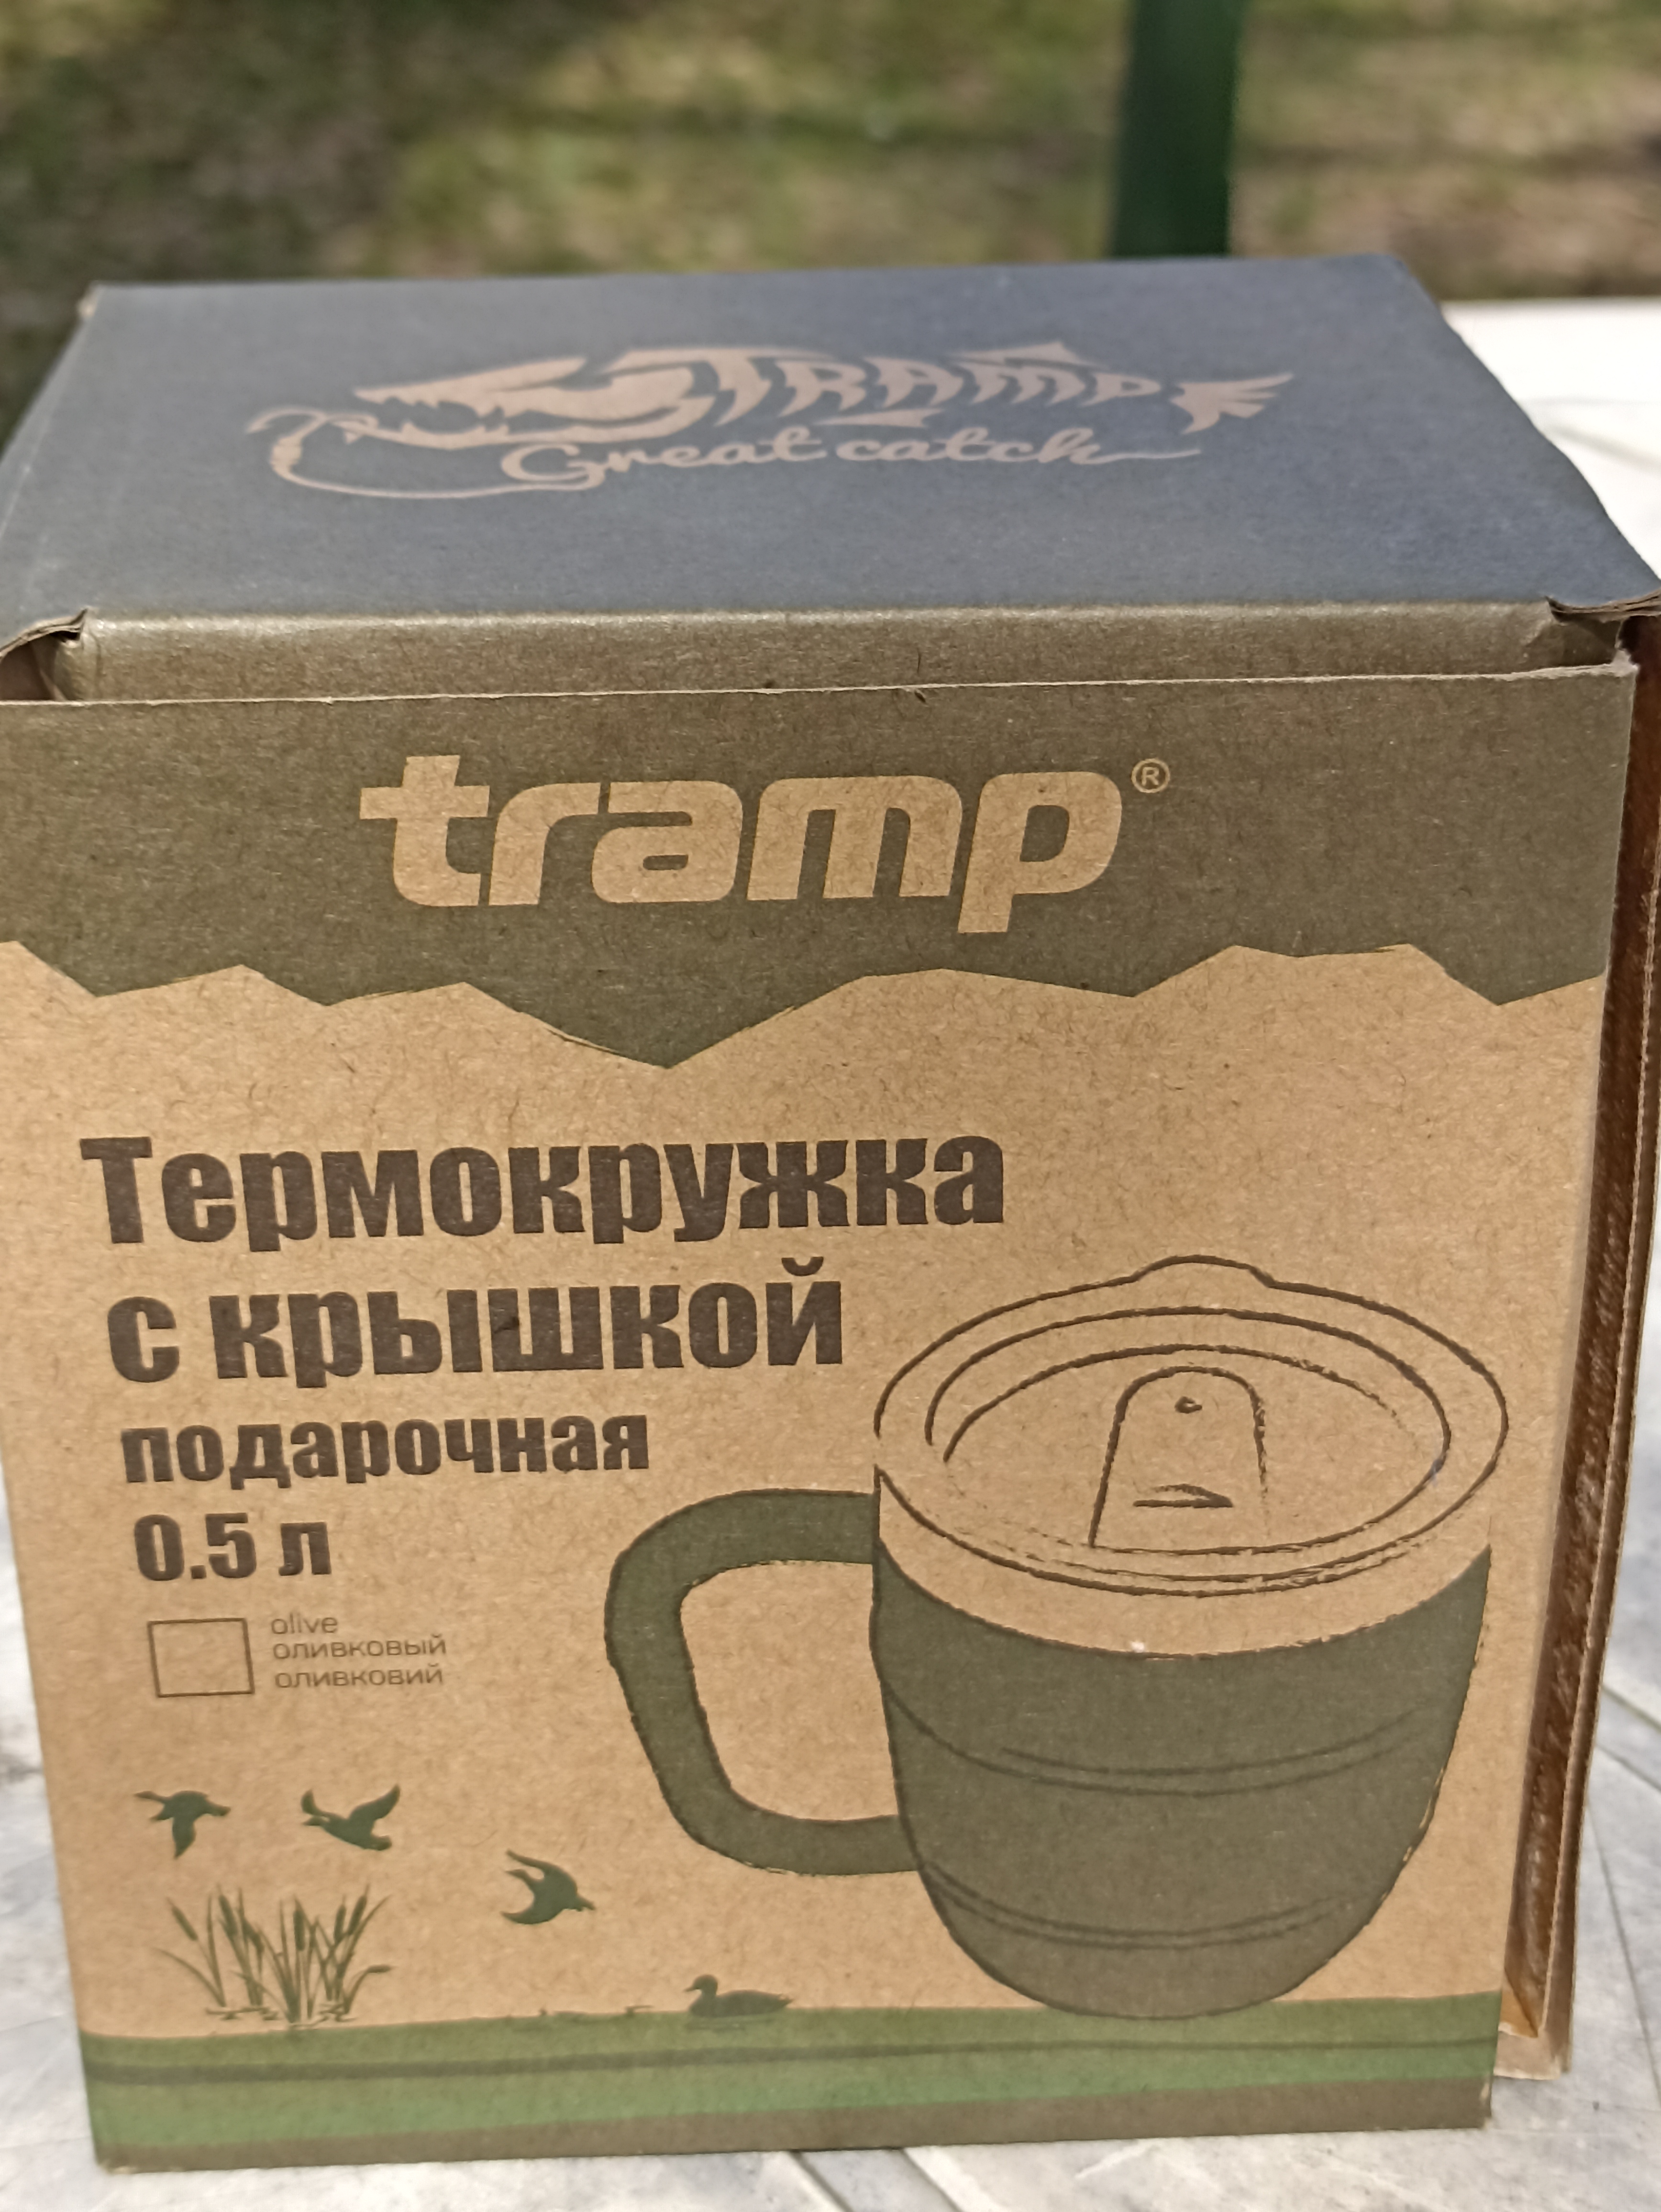 TRAMP
Great catch
tramp®
Термокружка
с крышкой
подарочная
0.5 л
olive
оливковый
оливковий